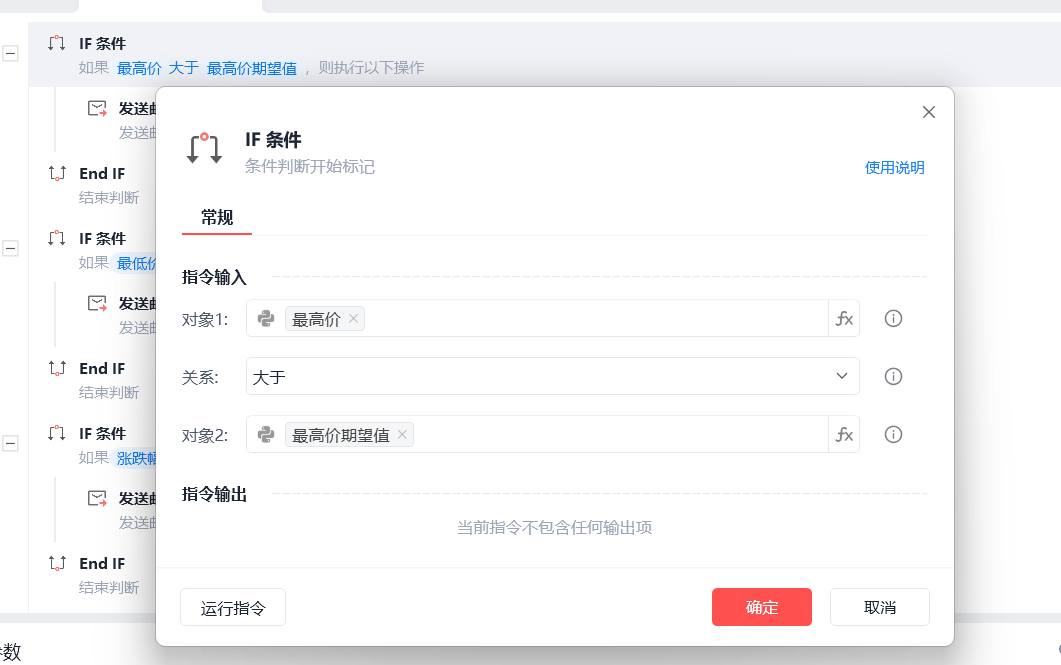 IF 条件
如果 最高价 大于 最高价期望值 ，则执行以下操作
发送
发送
End IF
结束判断
IF 条件
如果 最低价
发送
发送
End IF
结束判断
IF 条件
如果 涨跌幅
发送
发送
End IF
结束判断
参数
IF 条件
条件判断开始标记
使用说明
常规
指令输入
对象1: 最高价 × fx
关系: 大于
对象2: 最高价期望值 × fx
指令输出
当前指令不包含任何输出项
运行指令 确定 取消